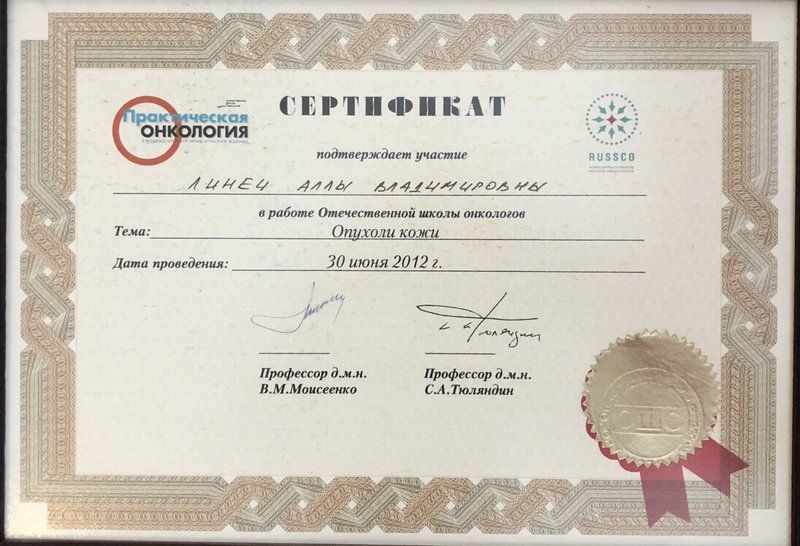 Практическая
ОНКОЛОГИЯ
СЕРТИФИКАТ
RUSSCO
подтверждает участие
ЛИНЕЦ АЛЛЫ ВЛАДИМИРОВНЫ
в работе Отечественной школы онкологов
Тема: Опухоли кожи
Дата проведения: 30 июня 2012 г.
Профессор д.м.н.
В.М.Моисеенко
Профессор д.м.н.
С.А.Тюляндин